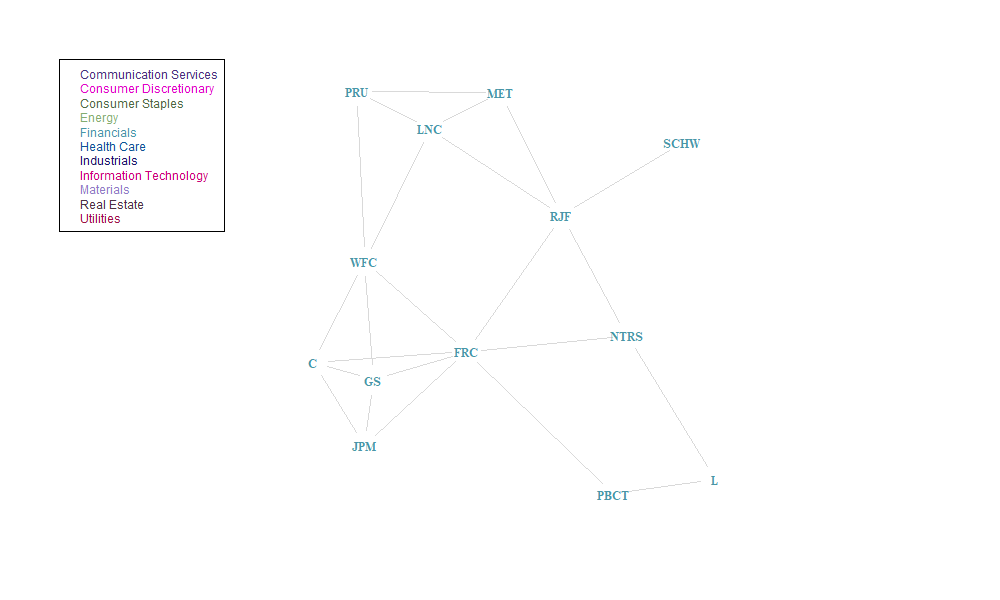 Communication Services
Consumer Discretionary
Consumer Staples
Energy
Financials
Health Care
Industrials
Information Technology
Materials
Real Estate
Utilities
PRU
MET
LNC
SCHW
RJF
WFC
NTRS
FRC
C
GS
JPM
L
PBCT